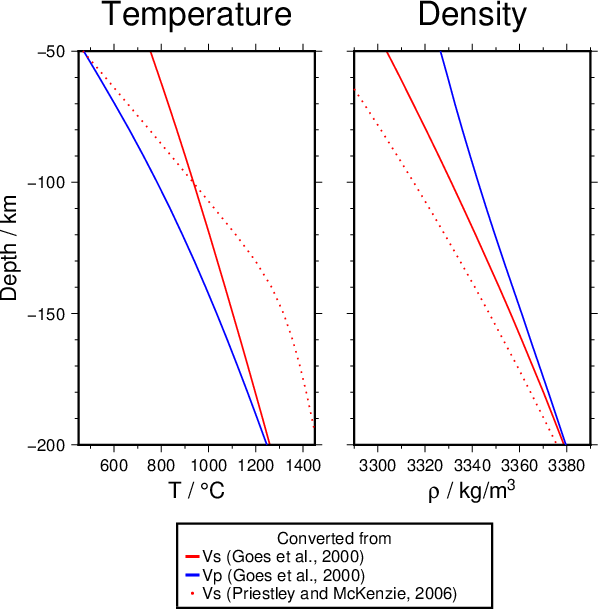 Temperature
Density
−50
−100
−150
−200
Depth / km
600 800 1000 1200 1400
3300 3320 3340 3360 3380
T / °C
ρ / kg/m³
Converted from
Vs (Goes et al., 2000)
Vp (Goes et al., 2000)
Vs (Priestley and McKenzie, 2006)